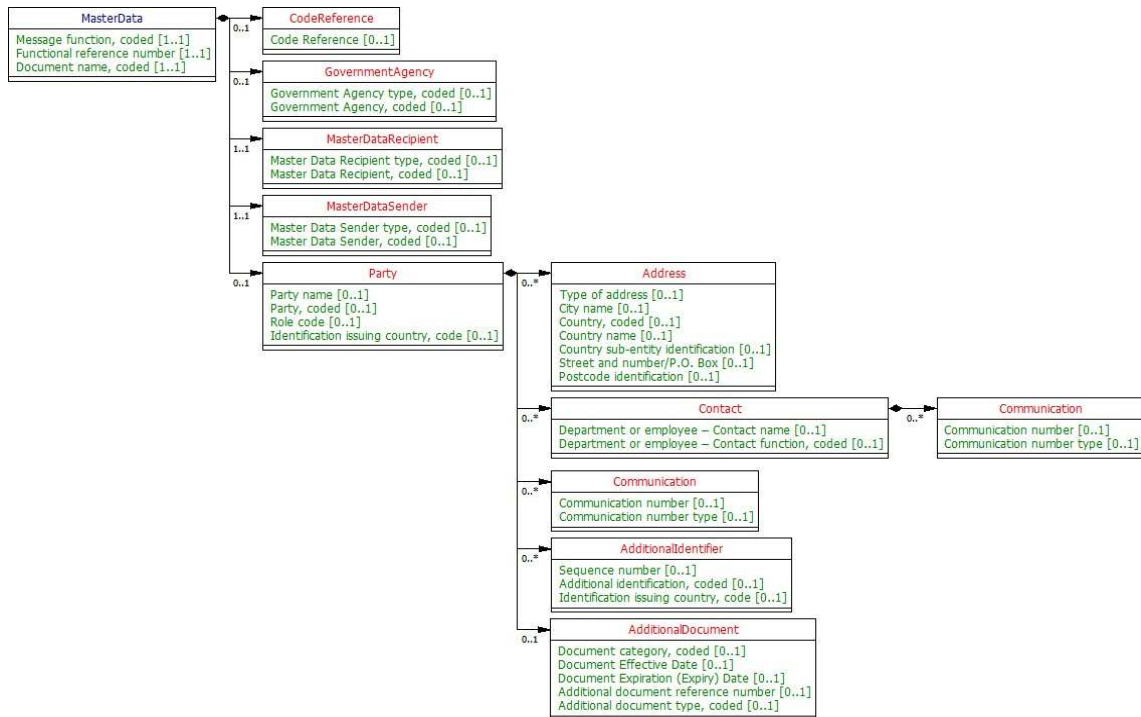 MasterData
Message function, coded [1..1]
Functional reference number [1..1]
Document name, coded [1..1]
0..1
CodeReference
Code Reference [0..1]
0..1
GovernmentAgency
Government Agency type, coded [0..1]
Government Agency, coded [0..1]
1..1
MasterDataRecipient
Master Data Recipient type, coded [0..1]
Master Data Recipient, coded [0..1]
1..1
MasterDataSender
Master Data Sender type, coded [0..1]
Master Data Sender, coded [0..1]
0..1
Party
Party name [0..1]
Party, coded [0..1]
Role code [0..1]
Identification issuing country, code [0..1]
0..*
Address
Type of address [0..1]
City name [0..1]
Country, coded [0..1]
Country name [0..1]
Country sub-entity identification [0..1]
Street and number/P.O. Box [0..1]
Postcode identification [0..1]
0..*
Contact
Department or employee – Contact name [0..1]
Department or employee – Contact function, coded [0..1]
0..*
Communication
Communication number [0..1]
Communication number type [0..1]
0..*
Communication
Communication number [0..1]
Communication number type [0..1]
0..*
AdditionalIdentifier
Sequence number [0..1]
Additional identification, coded [0..1]
Identification issuing country, code [0..1]
0..1
AdditionalDocument
Document category, coded [0..1]
Document Effective Date [0..1]
Document Expiration (Expiry) Date [0..1]
Additional document reference number [0..1]
Additional document type, coded [0..1]